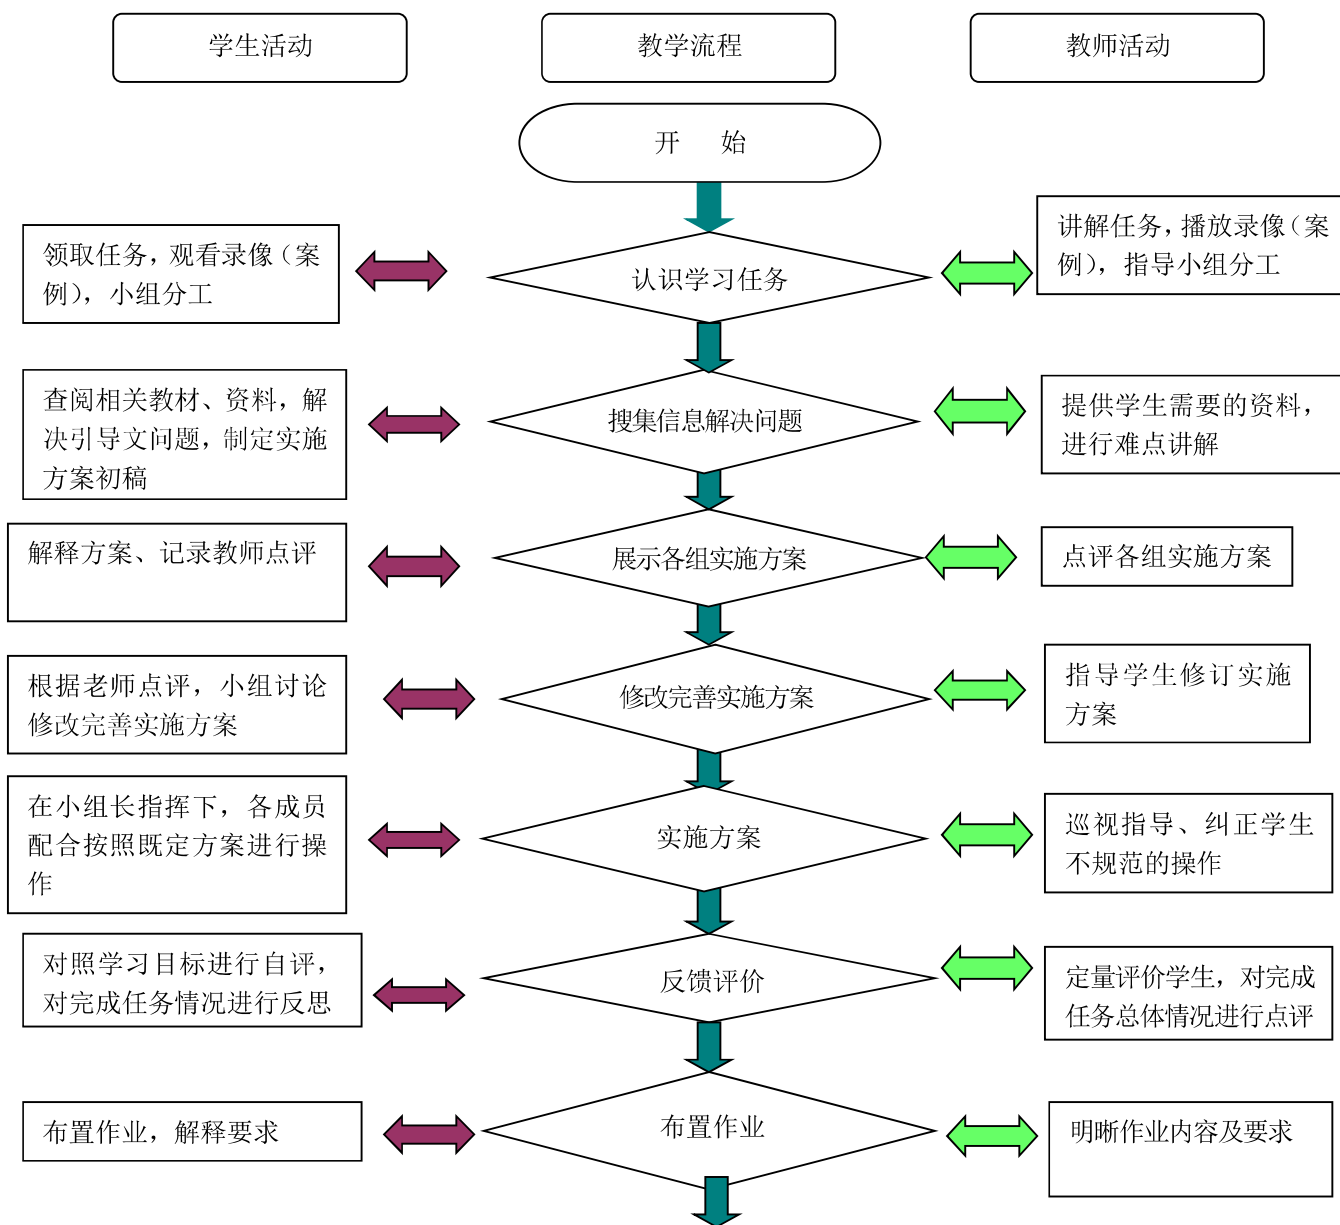 学生活动
教学流程
教师活动
开 始
领取任务，观看录像（案
例），小组分工
认识学习任务
讲解任务，播放录像（案
例），指导小组分工
查阅相关教材、资料，解
决引导文问题，制定实施
方案初稿
搜集信息解决问题
提供学生需要的资料，
进行难点讲解
解释方案、记录教师点评
展示各组实施方案
点评各组实施方案
根据老师点评，小组讨论
修改完善实施方案
修改完善实施方案
指导学生修订实施
方案
在小组长指挥下，各成员
配合按照既定方案进行操
作
实施方案
巡视指导、纠正学生
不规范的操作
对照学习目标进行自评，
对完成任务情况进行反思
反馈评价
定量评价学生，对完成
任务总体情况进行点评
布置作业，解释要求
布置作业
明晰作业内容及要求